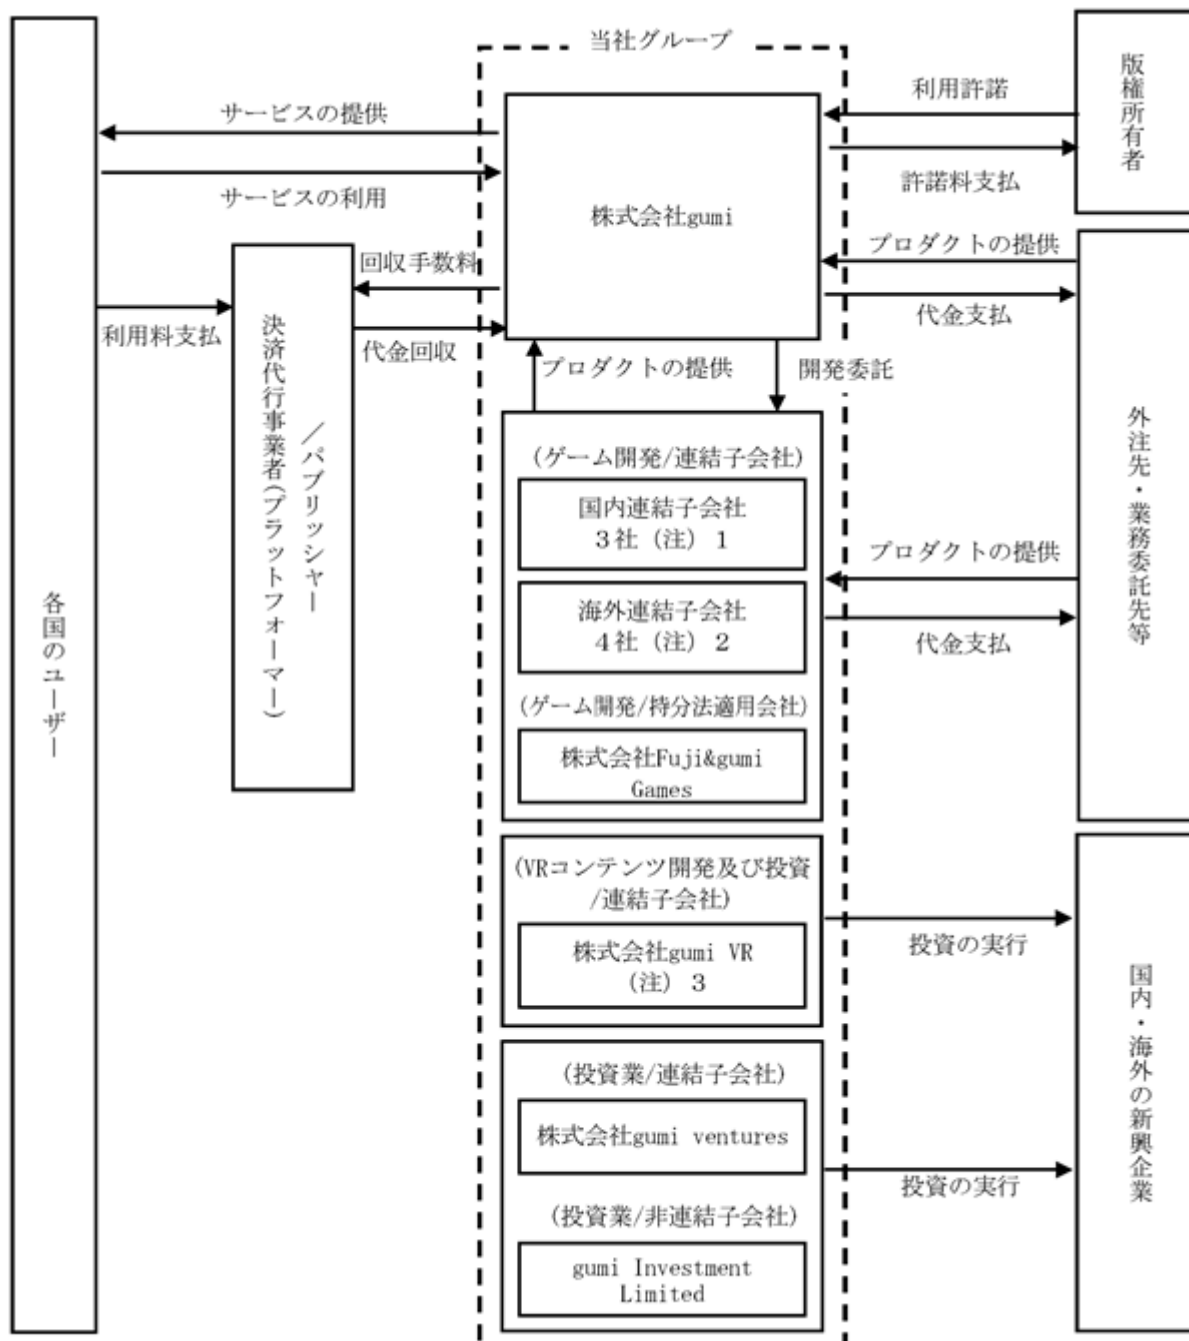 当社グループ
各国のユーザー
サービスの提供
サービスの利用
利用料支払
決済代行事業者(プラットフォーマー)
／パブリッシャー
回収手数料
代金回収
株式会社gumi
利用許諾
許諾料支払
版権所有者
プロダクトの提供
代金支払
プロダクトの提供
開発委託
(ゲーム開発/連結子会社)
国内連結子会社
３社（注）１
海外連結子会社
４社（注）２
(ゲーム開発/持分法適用会社)
株式会社Fuji&gumi
Games
プロダクトの提供
代金支払
外注先・業務委託先等
(VRコンテンツ開発及び投資
/連結子会社)
株式会社gumi VR
（注）３
投資の実行
(投資業/連結子会社)
株式会社gumi ventures
(投資業/非連結子会社)
gumi Investment
Limited
投資の実行
国内・海外の新興企業